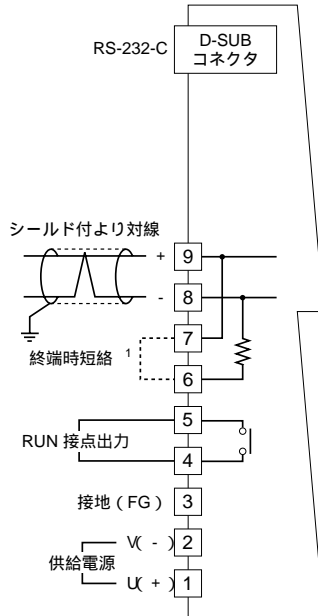 RS-232-C
D-SUB
コネクタ
シールド付より対線
+ 9
- 8
7
終端時短絡 1
6
5
RUN 接点出力
4
接地 ( FG ) 3
V( - ) 2
供給電源
U( + ) 1